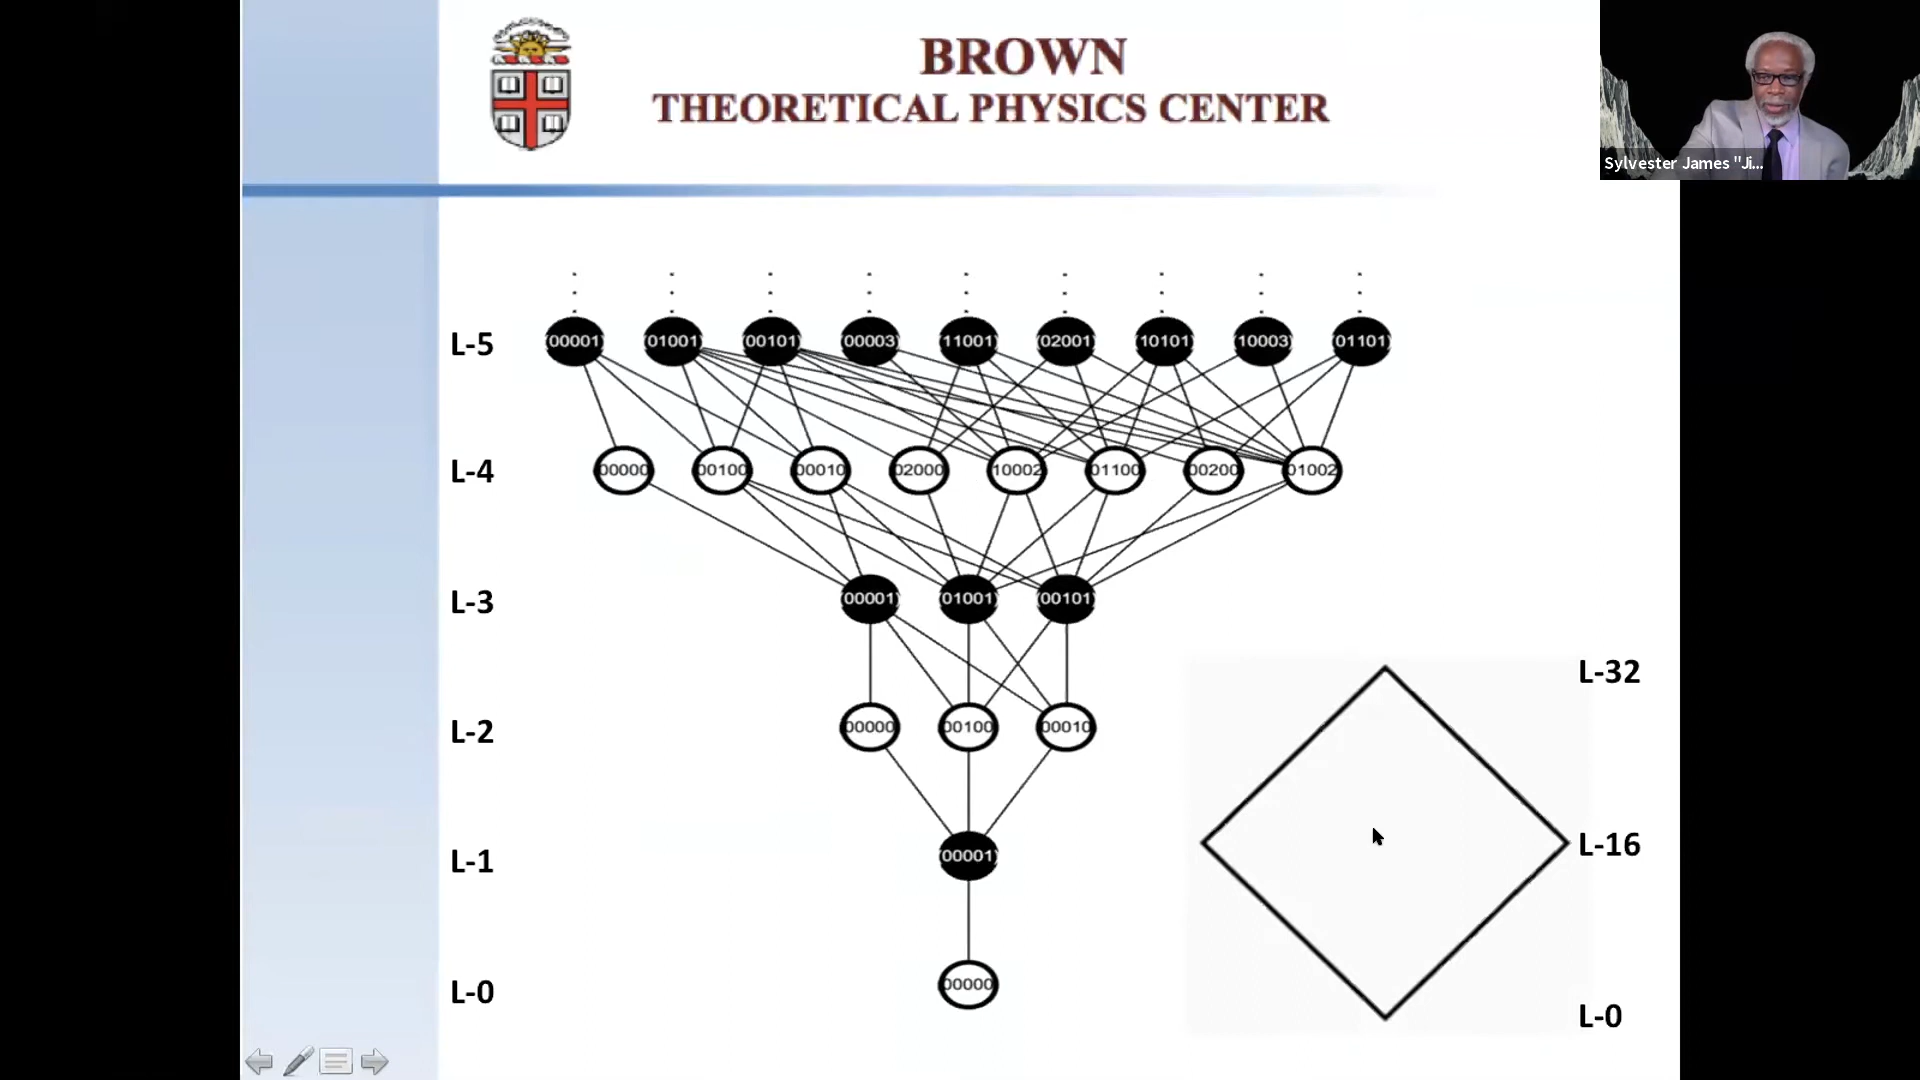 BROWN
THEORETICAL PHYSICS CENTER
Sylvester James "Ji...
L-5 (00001) (01001) (00101) (00003) (11001) (02001) (10101) (10003) (01101)
L-4 (00000) (00100) (00010) (02000) (10002) (01100) (00200) (01002)
L-3 (00001) (01001) (00101)
L-2 (00000) (00100) (00010)
L-1 (00001)
L-0 (00000)
L-32
L-16
L-0